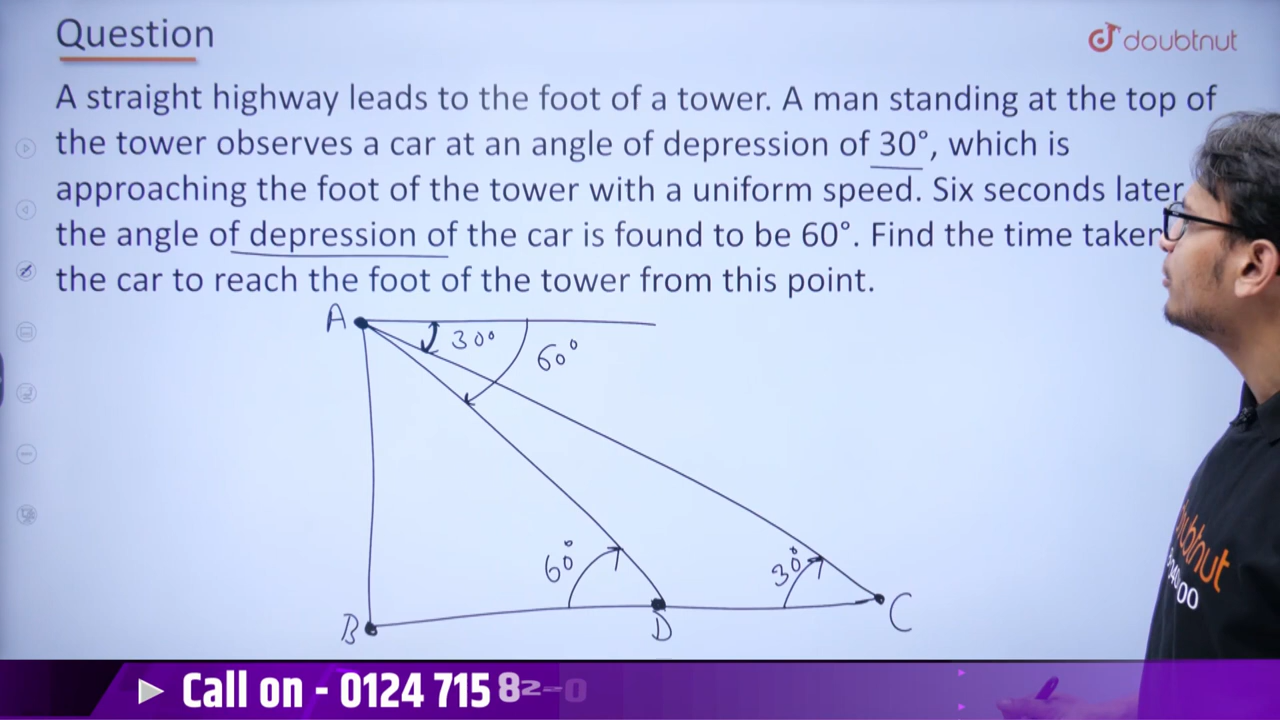 Question
doubtnut
A straight highway leads to the foot of a tower. A man standing at the top of
the tower observes a car at an angle of depression of 30°, which is
approaching the foot of the tower with a uniform speed. Six seconds later
the angle of depression of the car is found to be 60°. Find the time taken
the car to reach the foot of the tower from this point.
A
30°
60°
60°
30°
B
D
C
Call on - 0124 715 82